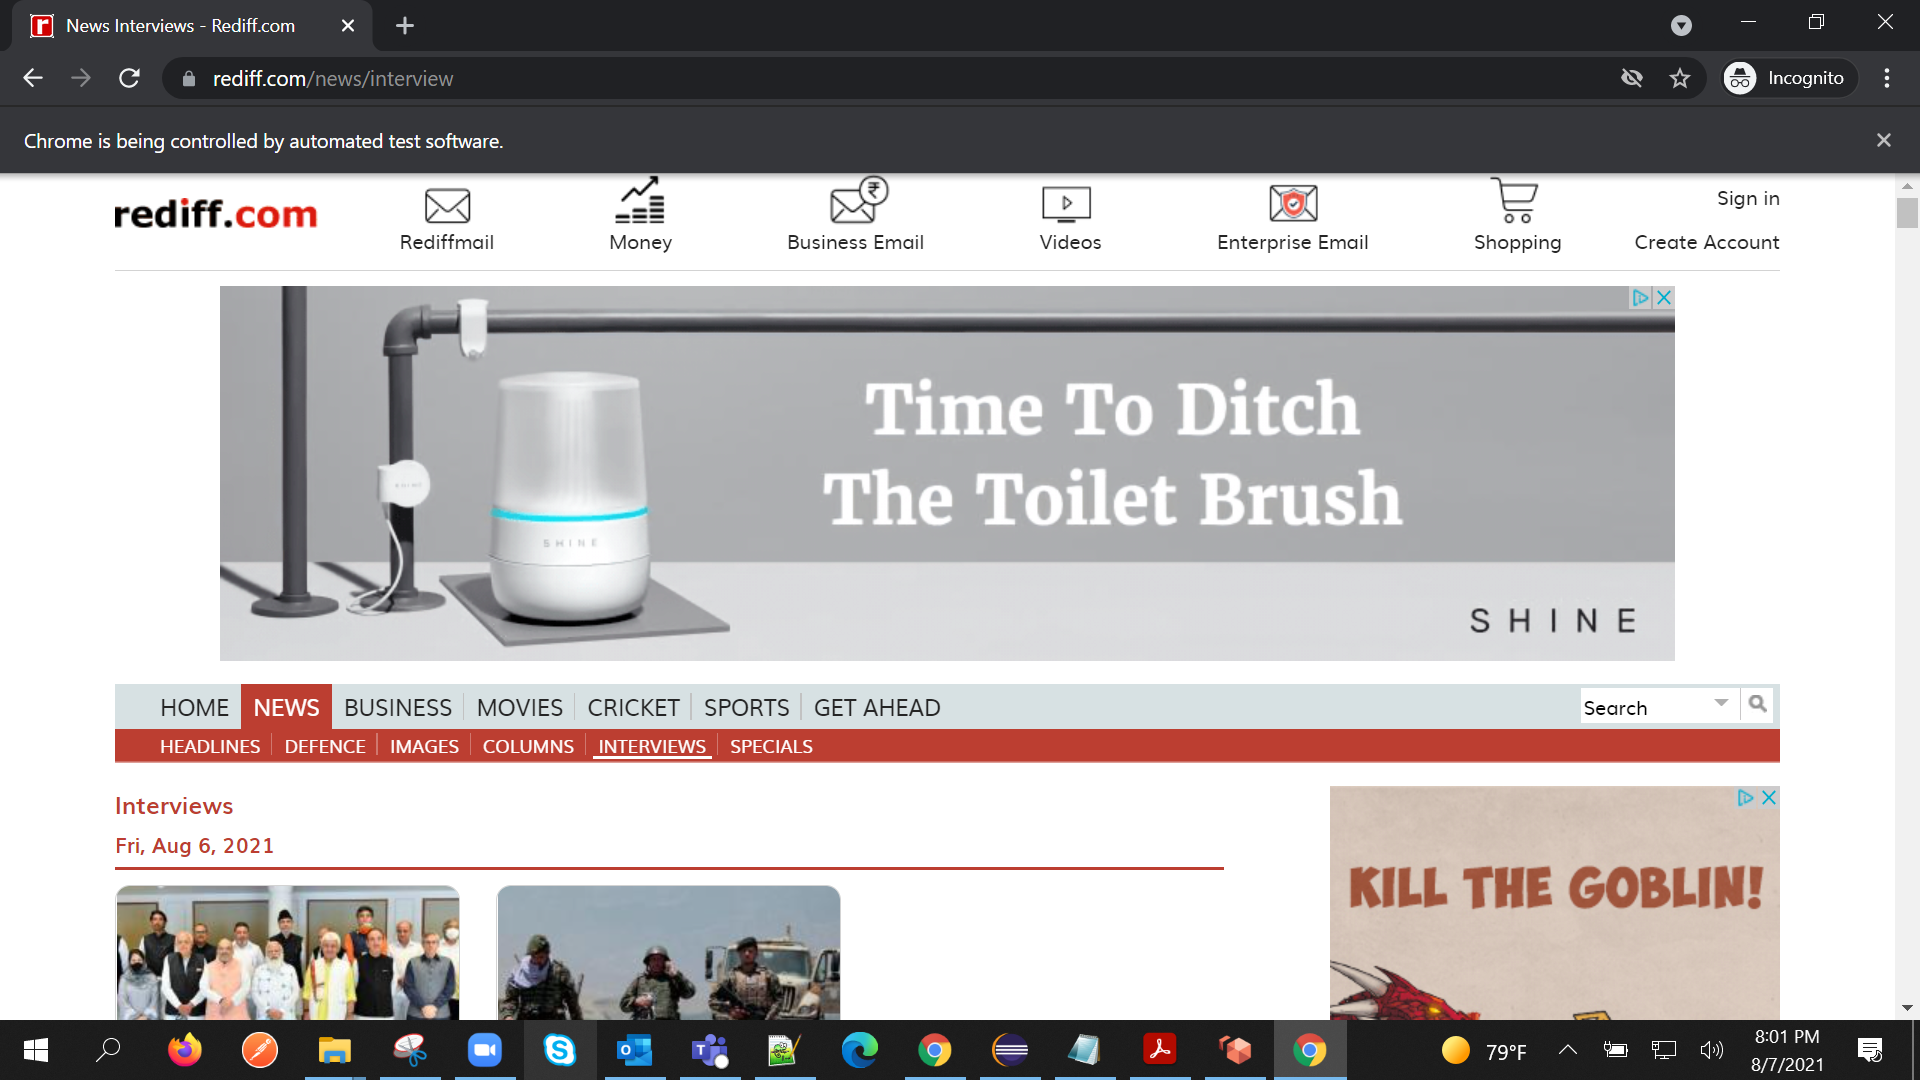 News Interviews - Rediff.com
rediff.com/news/interview
Incognito
Chrome is being controlled by automated test software.
rediff.com
Rediffmail
Money
Business Email
Videos
Enterprise Email
Shopping
Sign in
Create Account
Time To Ditch
The Toilet Brush
SHINE
SHINE
SHINE
HOME NEWS BUSINESS MOVIES CRICKET SPORTS GET AHEAD
Search
HEADLINES DEFENCE IMAGES COLUMNS INTERVIEWS SPECIALS
Interviews
Fri, Aug 6, 2021
KILL THE GOBLIN!
79°F
8:01 PM
8/7/2021